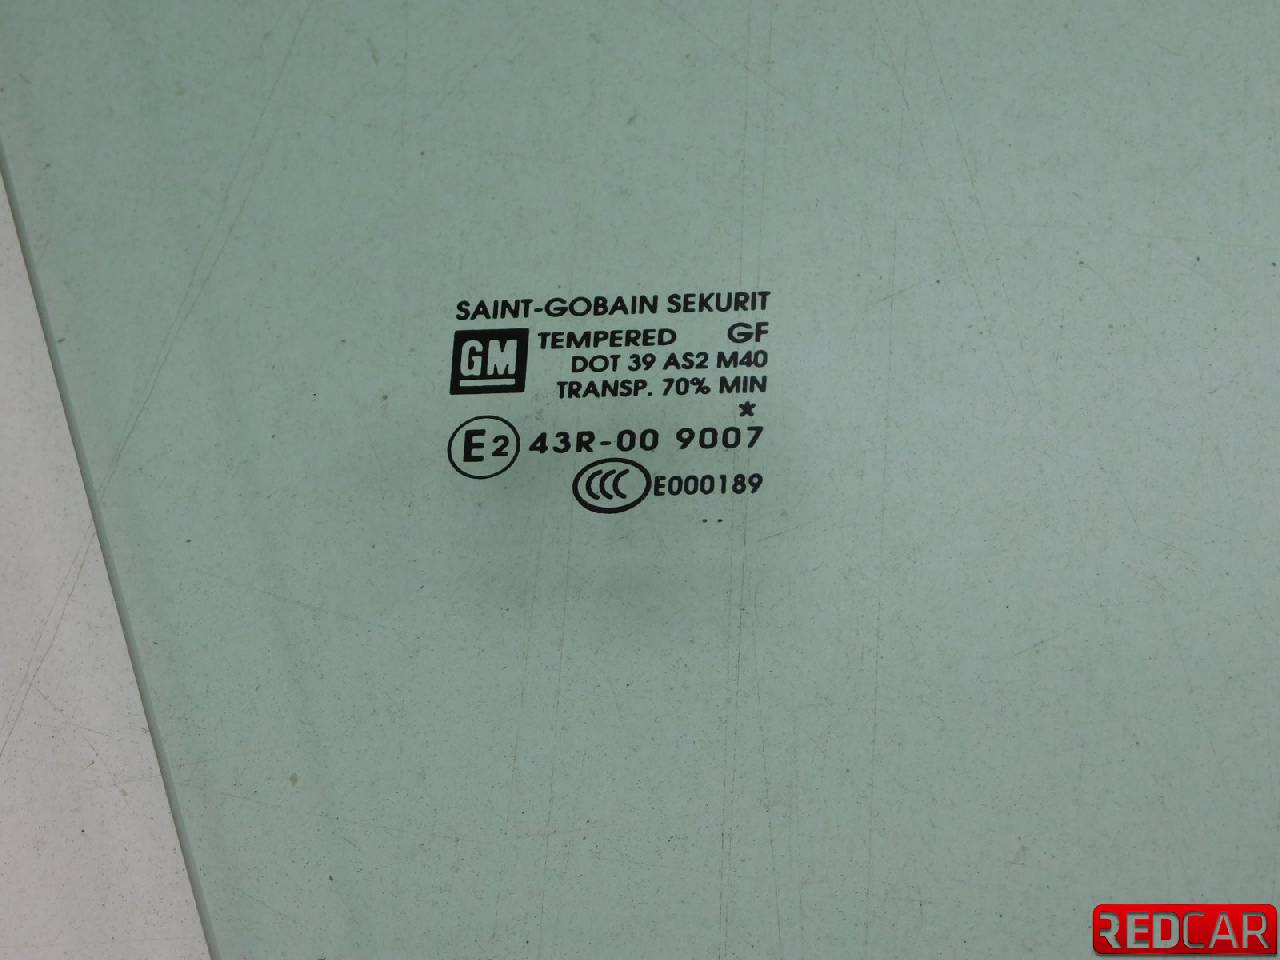 SAINT-GOBAIN SEKURIT
GM TEMPERED GF
DOT 39 AS2 M40
TRANSP. 70% MIN
*
E2 43R-00 9007
CCC E000189
..
REDCAR